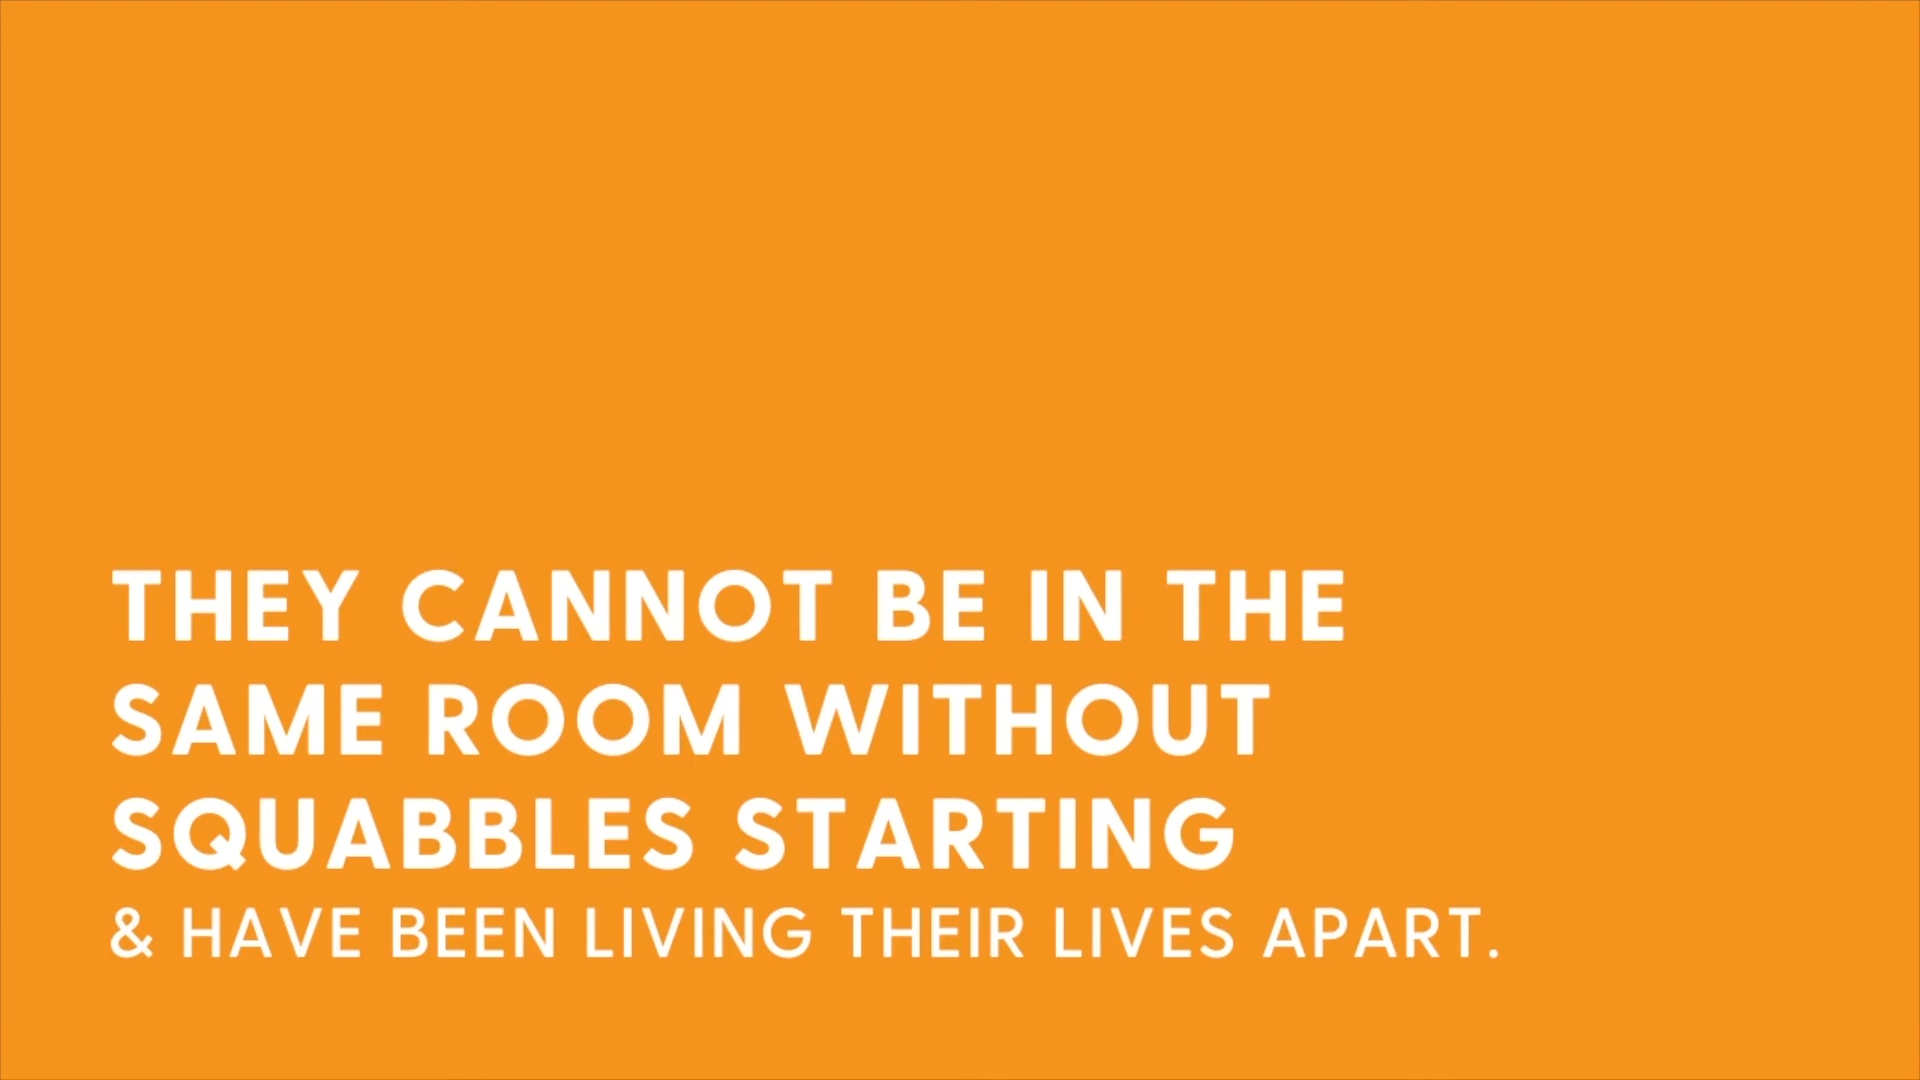 THEY CANNOT BE IN THE
SAME ROOM WITHOUT
SQUABBLES STARTING
& HAVE BEEN LIVING THEIR LIVES APART.